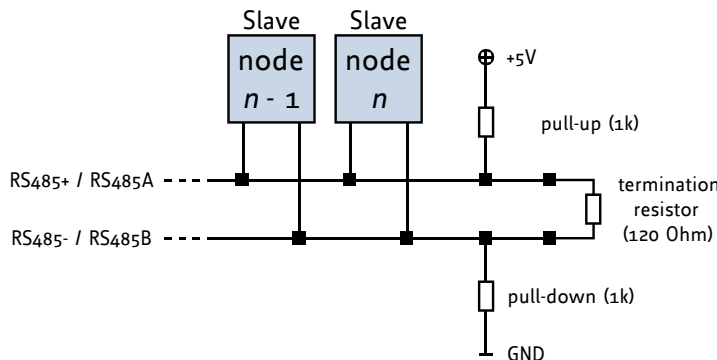 Slave
Slave
node
n - 1
node
n
+5V
pull-up (1k)
RS485+ / RS485A
termination
resistor
(120 Ohm)
RS485- / RS485B
pull-down (1k)
GND